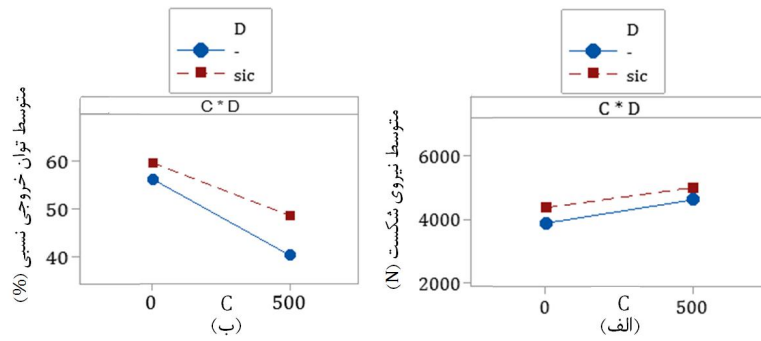 D
-
sic
C * D
متوسط توان خروجی نسبی (%)
60
50
40
0
C
500
(ب)
D
-
sic
C * D
متوسط نیروی شکست (N)
6000
4000
2000
0
C
500
(الف)